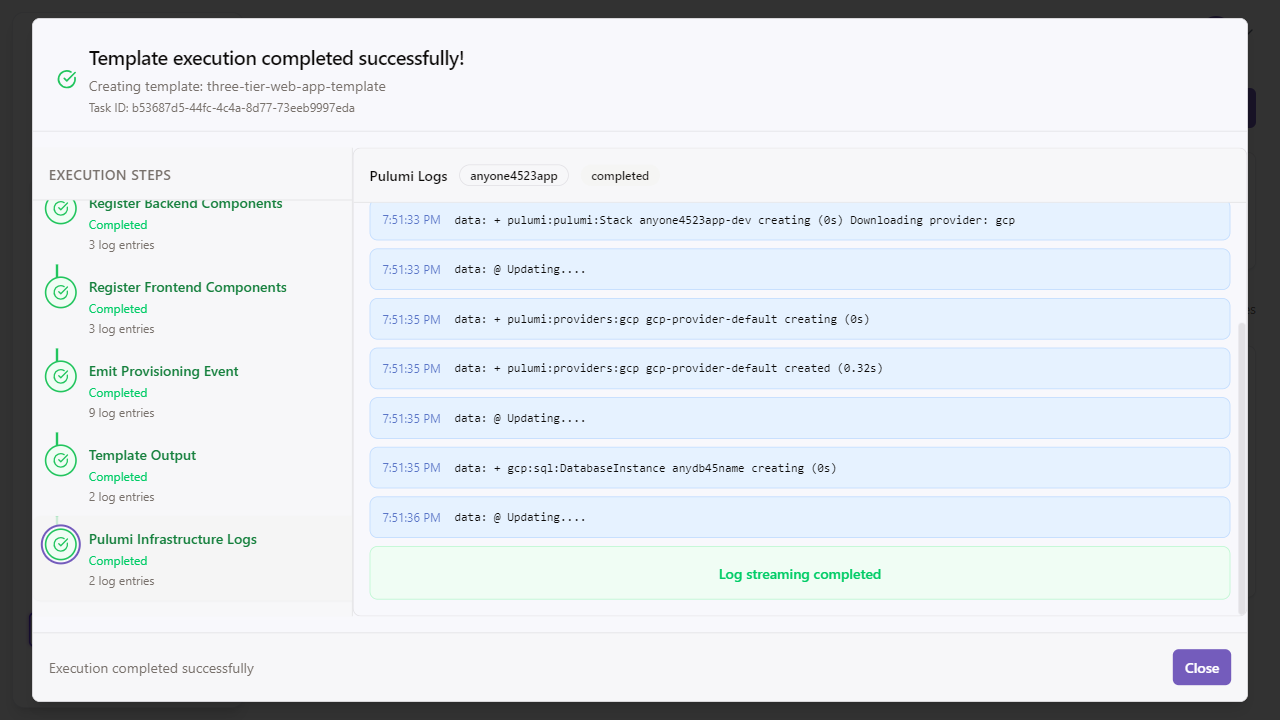 Template execution completed successfully!
Creating template: three-tier-web-app-template
Task ID: b53687d5-44fc-4c4a-8d77-73eeb9997eda
EXECUTION STEPS
Register Backend Components
Completed
3 log entries
Register Frontend Components
Completed
3 log entries
Emit Provisioning Event
Completed
9 log entries
Template Output
Completed
2 log entries
Pulumi Infrastructure Logs
Completed
2 log entries
Pulumi Logs anyone4523app completed
7:51:33 PM data: + pulumi:pulumi:Stack anyone4523app-dev creating (0s) Downloading provider: gcp
7:51:33 PM data: @ Updating....
7:51:35 PM data: + pulumi:providers:gcp gcp-provider-default creating (0s)
7:51:35 PM data: + pulumi:providers:gcp gcp-provider-default created (0.32s)
7:51:35 PM data: @ Updating....
7:51:35 PM data: + gcp:sql:DatabaseInstance anydb45name creating (0s)
7:51:36 PM data: @ Updating....
Log streaming completed
Execution completed successfully
Close